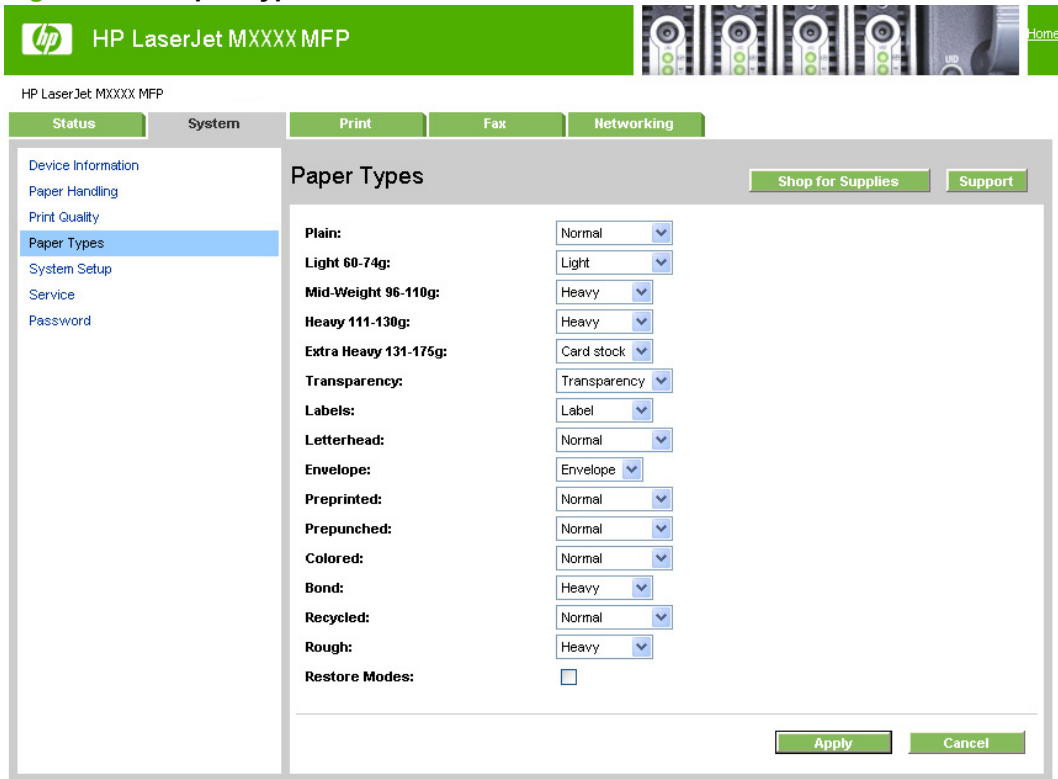 hp HP LaserJet MXXXX MFP
Home
UID
HP LaserJet MXXXX MFP
Status System Print Fax Networking
Device Information
Paper Handling
Print Quality
Paper Types
System Setup
Service
Password
Paper Types
Shop for Supplies Support
Plain: Normal
Light 60-74g: Light
Mid-Weight 96-110g: Heavy
Heavy 111-130g: Heavy
Extra Heavy 131-175g: Card stock
Transparency: Transparency
Labels: Label
Letterhead: Normal
Envelope: Envelope
Preprinted: Normal
Prepunched: Normal
Colored: Normal
Bond: Heavy
Recycled: Normal
Rough: Heavy
Restore Modes:
Apply Cancel